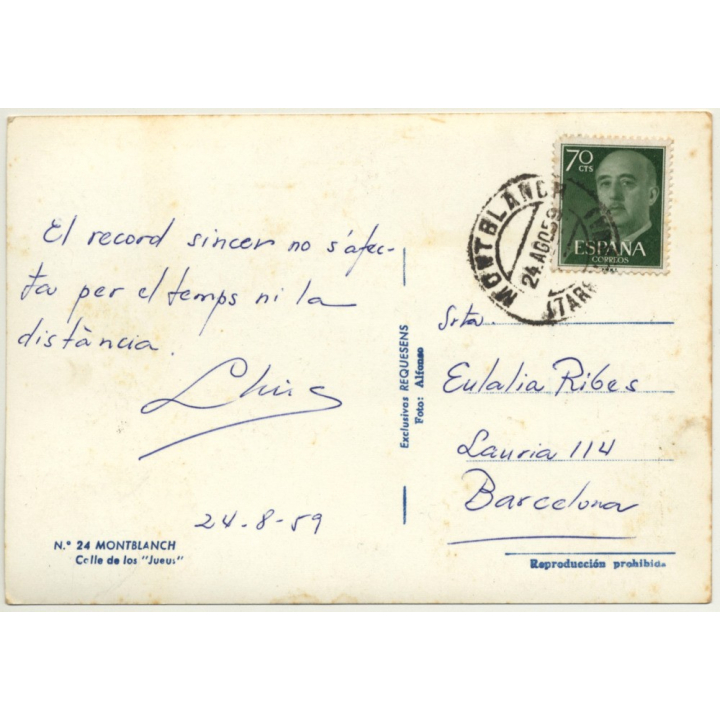 El record sincer no s'afec-
ta per el temps ni la
distància.
Lluís
24-8-59
N.º 24 MONTBLANCH
Calle de los "Jueus"
Exclusivas REQUESENS
Foto: Alfonso
70 CTS
ESPAÑA
CORREOS
MONTBLANCH
24 AGO 59
(TARR
Srta.
Eulalia Ribes
Lauria 114
Barcelona
Reproducción prohibida